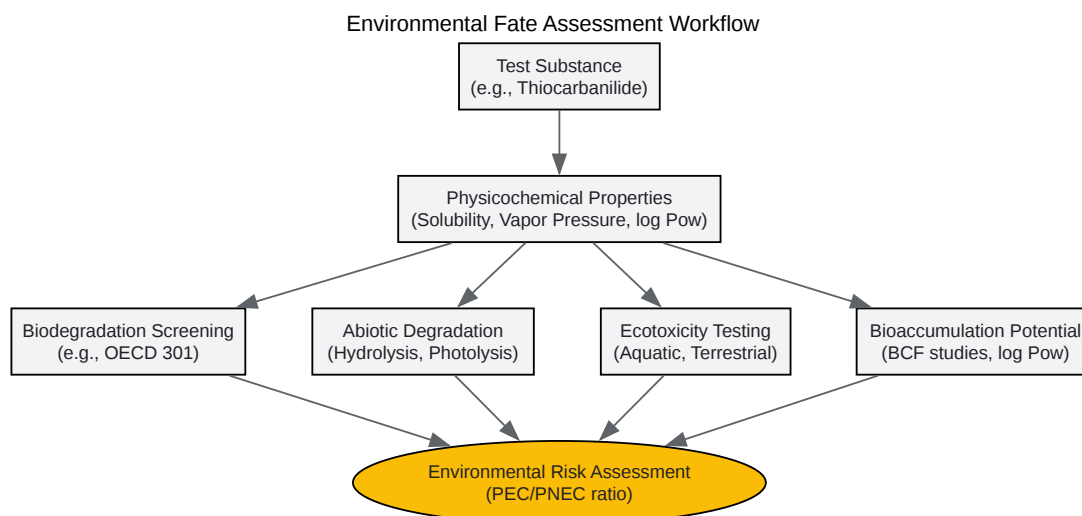 Environmental Fate Assessment Workflow
Test Substance
(e.g., Thiocarbanilide)
Physicochemical Properties
(Solubility, Vapor Pressure, log Pow)
Biodegradation Screening
(e.g., OECD 301)
Abiotic Degradation
(Hydrolysis, Photolysis)
Ecotoxicity Testing
(Aquatic, Terrestrial)
Bioaccumulation Potential
(BCF studies, log Pow)
Environmental Risk Assessment
(PEC/PNEC ratio)